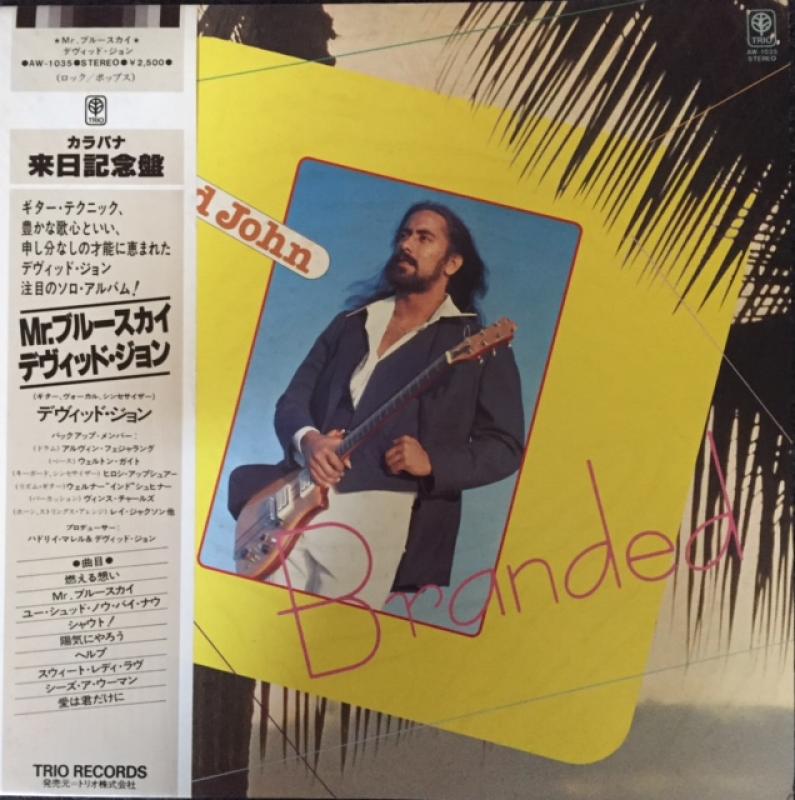 ★Mr.ブルースカイ★
デヴィッド・ジョン
●AW-1035●STEREO●¥2,500●
(ロック/ポップス)
TRIO
カラパナ
来日記念盤
ギター・テクニック、
豊かな歌心といい、
申し分なしの才能に恵まれた
デヴィッド・ジョン
注目のソロ・アルバム!
Mr.ブルースカイ
デヴィッド・ジョン
(ギター、ヴォーカル、シンセサイザー)
デヴィッド・ジョン
バックアップ・メンバー:
(ドラム)アルヴィン・フェジャラング
(ベース)ウェルトン・ガイト
(キーボード、シンセサイザー)ヒロシ・アップシュアー
(リズム・ギター)ウェルナー"インド"シュヒナー
(パーカッション)ヴィンス・チャールズ
(ホーン、ストリングス・アレンジ)レイ・ジャクソン他
プロデューサー:
ハドリイ・マレル&デヴィッド・ジョン
●曲目●
燃える想い
Mr.ブルースカイ
ユー・シュッド・ノウ・バイ・ナウ
シャウト!
陽気にやろう
ヘルプ
スウィート・レディ・ラヴ
シーズ・ア・ウーマン
愛は君だけに
TRIO RECORDS
発売元=トリオ株式会社
d John
Branded
TRIO
AW-1035
STEREO